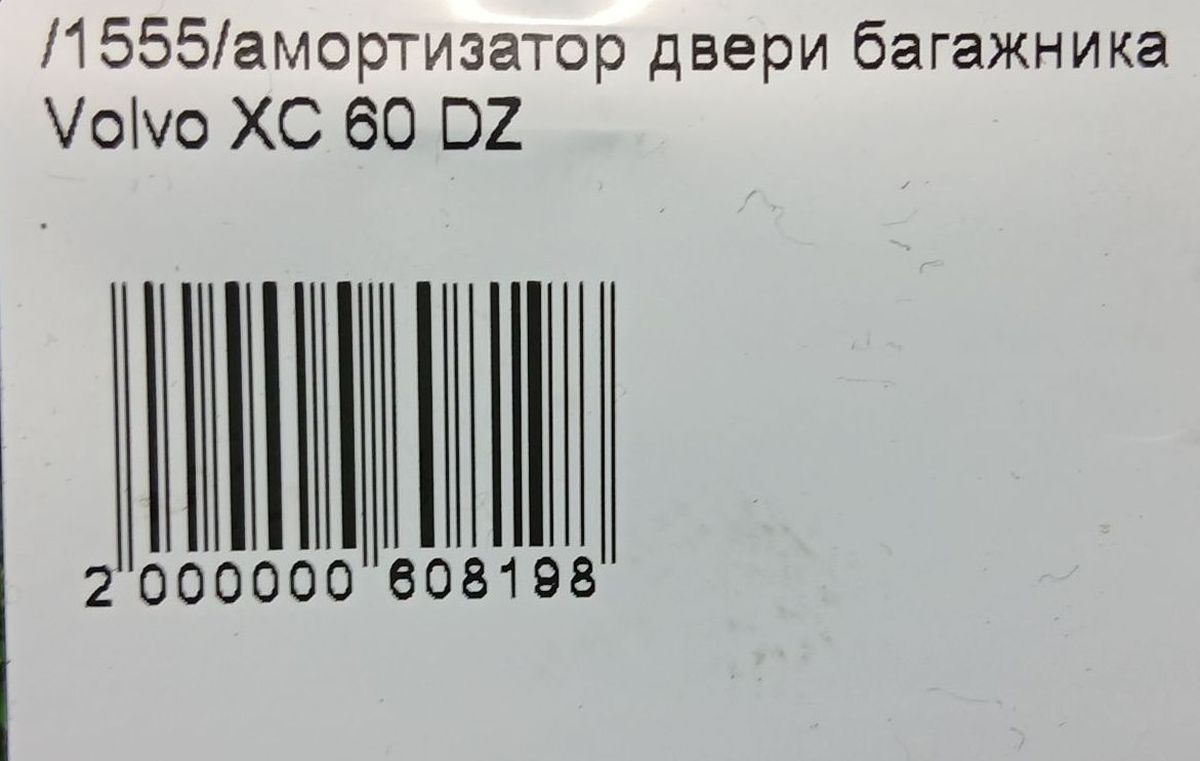 /1555/амортизатор двери багажника
Volvo XC 60 DZ
2 000000 608198